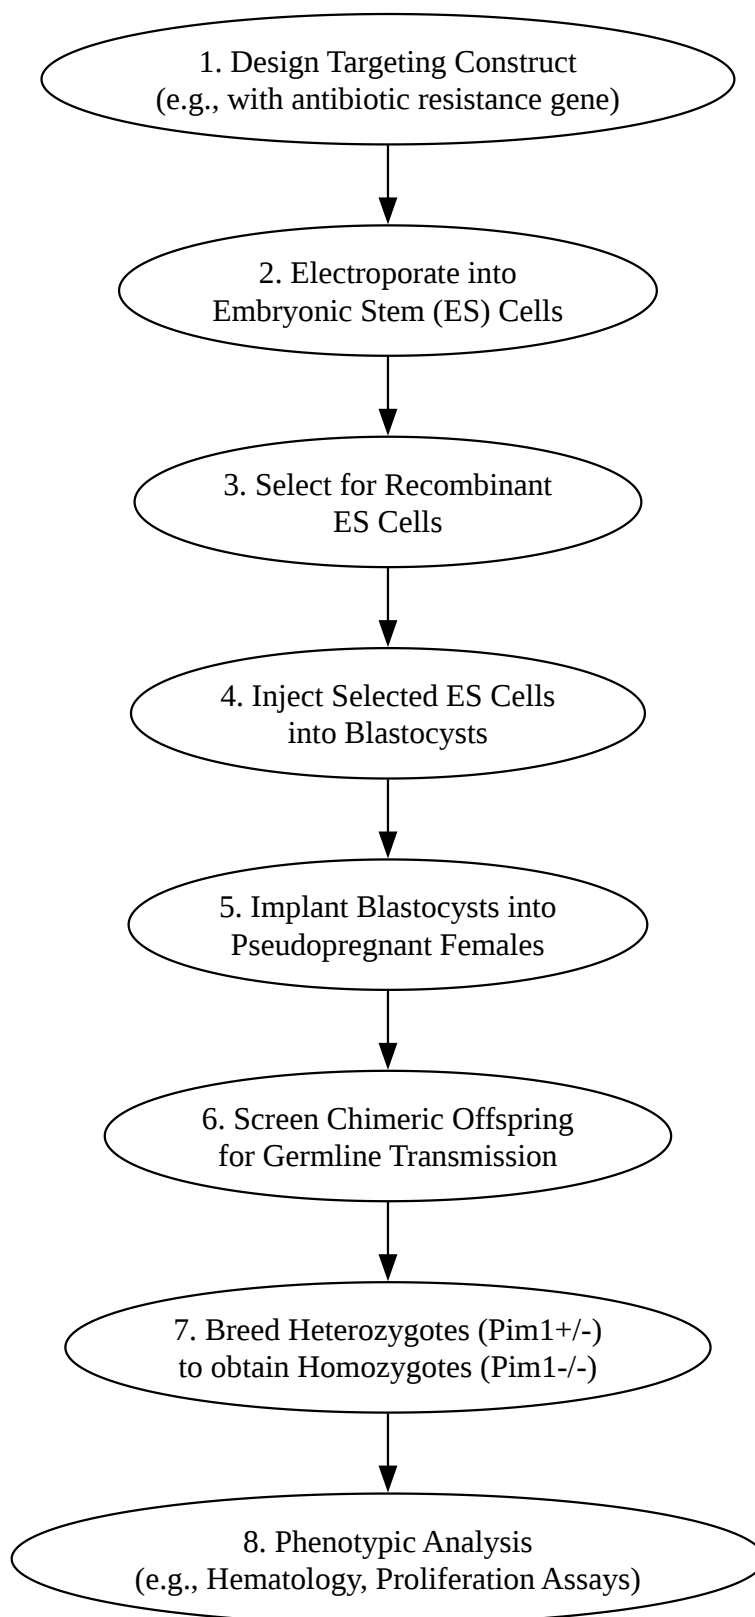 1. Design Targeting Construct
(e.g., with antibiotic resistance gene)
2. Electroporate into
Embryonic Stem (ES) Cells
3. Select for Recombinant
ES Cells
4. Inject Selected ES Cells
into Blastocysts
5. Implant Blastocysts into
Pseudopregnant Females
6. Screen Chimeric Offspring
for Germline Transmission
7. Breed Heterozygotes (Pim1+/-)
to obtain Homozygotes (Pim1-/-)
8. Phenotypic Analysis
(e.g., Hematology, Proliferation Assays)